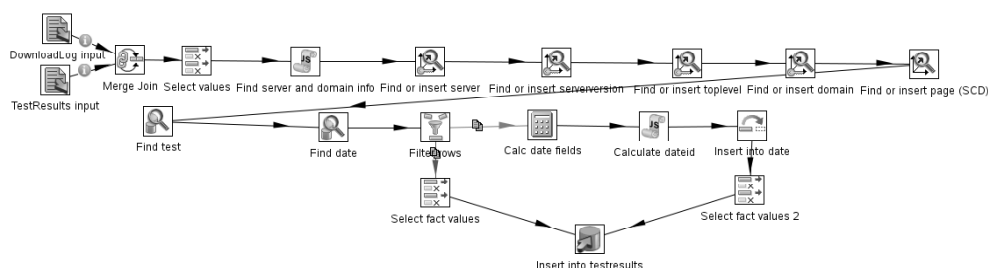 DownloadLog input
TestResults input
Merge Join
Select values
Find server and domain info
Find or insert server
Find or insert serverversion
Find or insert toplevel
Find or insert domain
Find or insert page (SCD)
Find test
Find date
Filter rows
Calc date fields
Calculate dateid
Insert into date
Select fact values
Select fact values 2
Insert into testresults
JS
JS